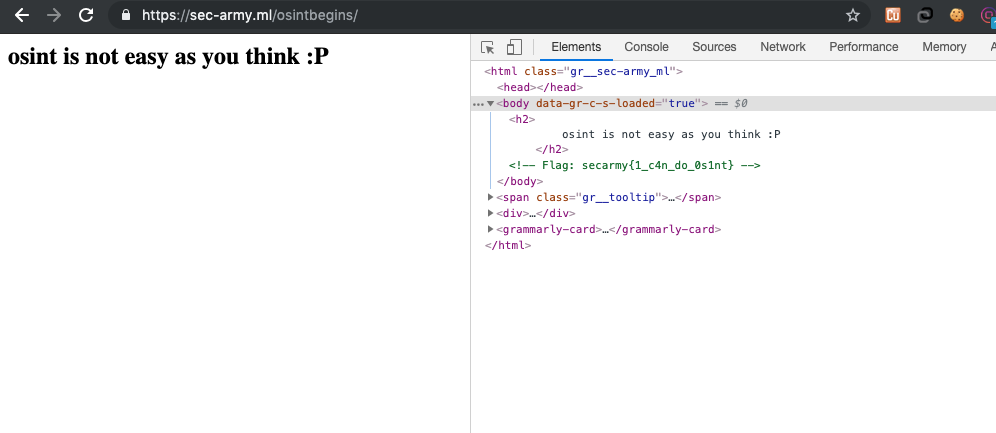 https://sec-army.ml/osintbegins/
osint is not easy as you think :P
Elements Console Sources Network Performance Memory A
<html class="gr__sec-army_ml">
<head></head>
<body data-gr-c-s-loaded="true"> == $0
<h2>
osint is not easy as you think :P
</h2>
<!-- Flag: secarmy{1_c4n_do_0s1nt} -->
</body>
<span class="gr__tooltip">…</span>
<div>…</div>
<grammarly-card>…</grammarly-card>
</html>